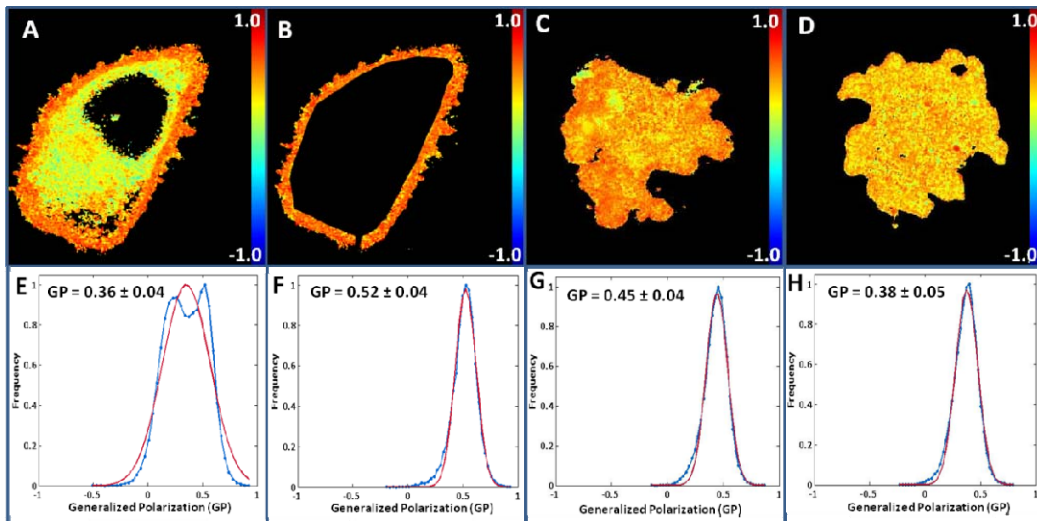 A
1.0
-1.0
B
1.0
-1.0
C
1.0
-1.0
D
1.0
-1.0
E
GP = 0.36 ± 0.04
Frequency
1
0.8
0.6
0.4
0.2
0
-1
-0.5
0
0.5
1
Generalized Polarization (GP)
F
GP = 0.52 ± 0.04
Frequency
1
0.8
0.6
0.4
0.2
0
-1
-0.5
0
0.5
1
Generalized Polarization (GP)
G
GP = 0.45 ± 0.04
Frequency
1
0.8
0.6
0.4
0.2
0
-1
-0.5
0
0.5
1
Generalized Polarization (GP)
H
GP = 0.38 ± 0.05
Frequency
1
0.8
0.6
0.4
0.2
0
-1
-0.5
0
0.5
1
Generalized Polarization (GP)